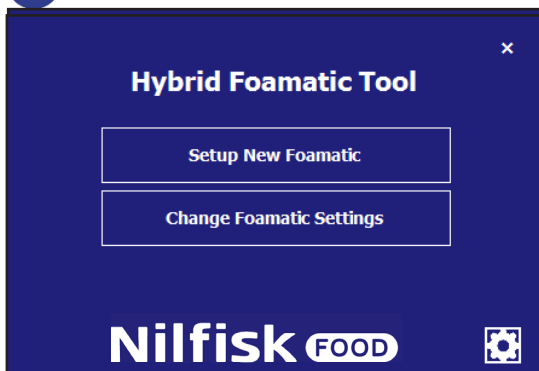 ×
Hybrid Foamatic Tool
Setup New Foamatic
Change Foamatic Settings
Nilfisk FOOD